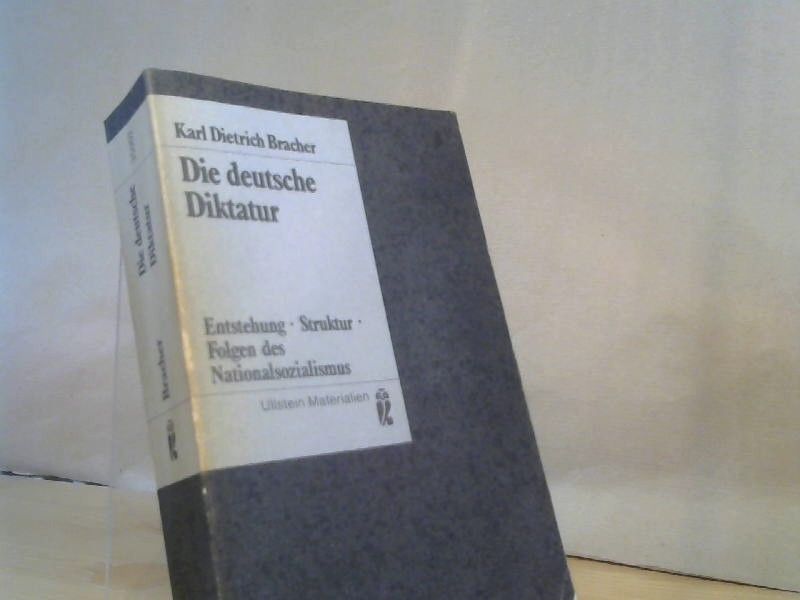 Karl Dietrich Bracher
Die deutsche
Diktatur
Entstehung · Struktur ·
Folgen des
Nationalsozialismus
Ullstein Materialien
Die deutsche
Diktatur
Bracher